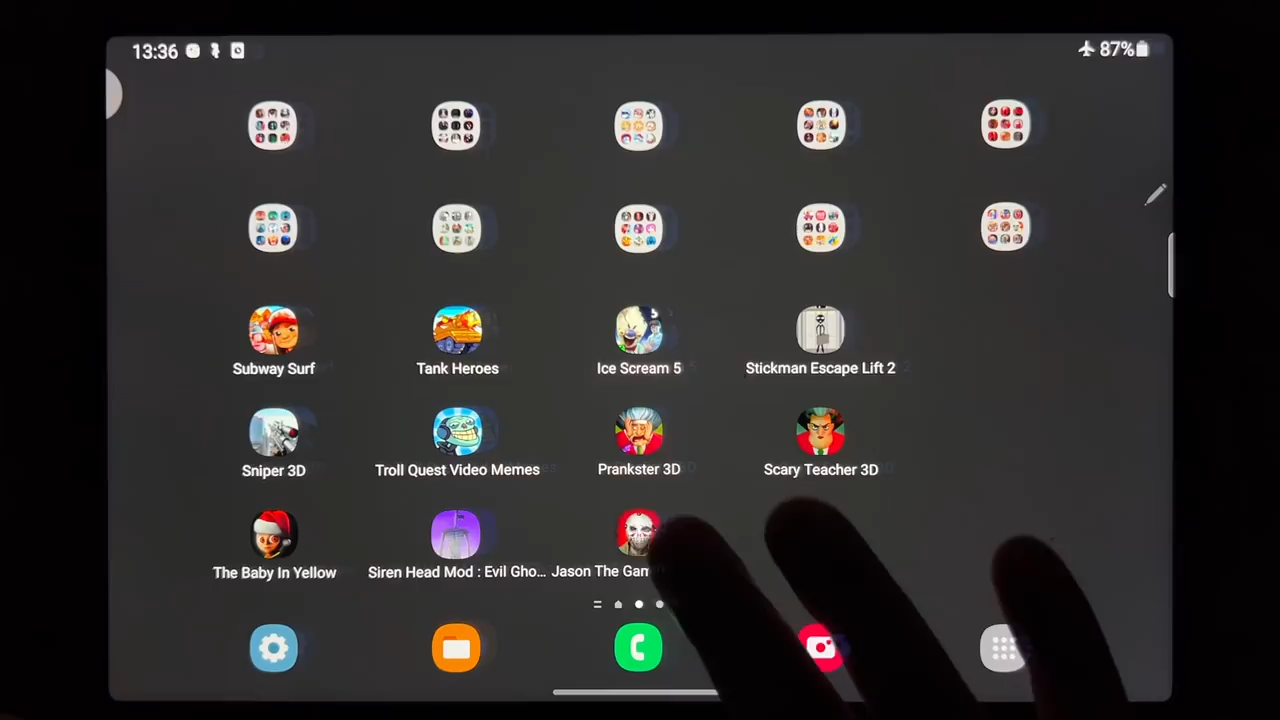 13:36
87%
Subway Surf
Tank Heroes
Ice Scream 5
Stickman Escape Lift 2
Sniper 3D
Troll Quest Video Memes
Prankster 3D
Scary Teacher 3D
The Baby In Yellow
Siren Head Mod : Evil Gho...
Jason The Gam